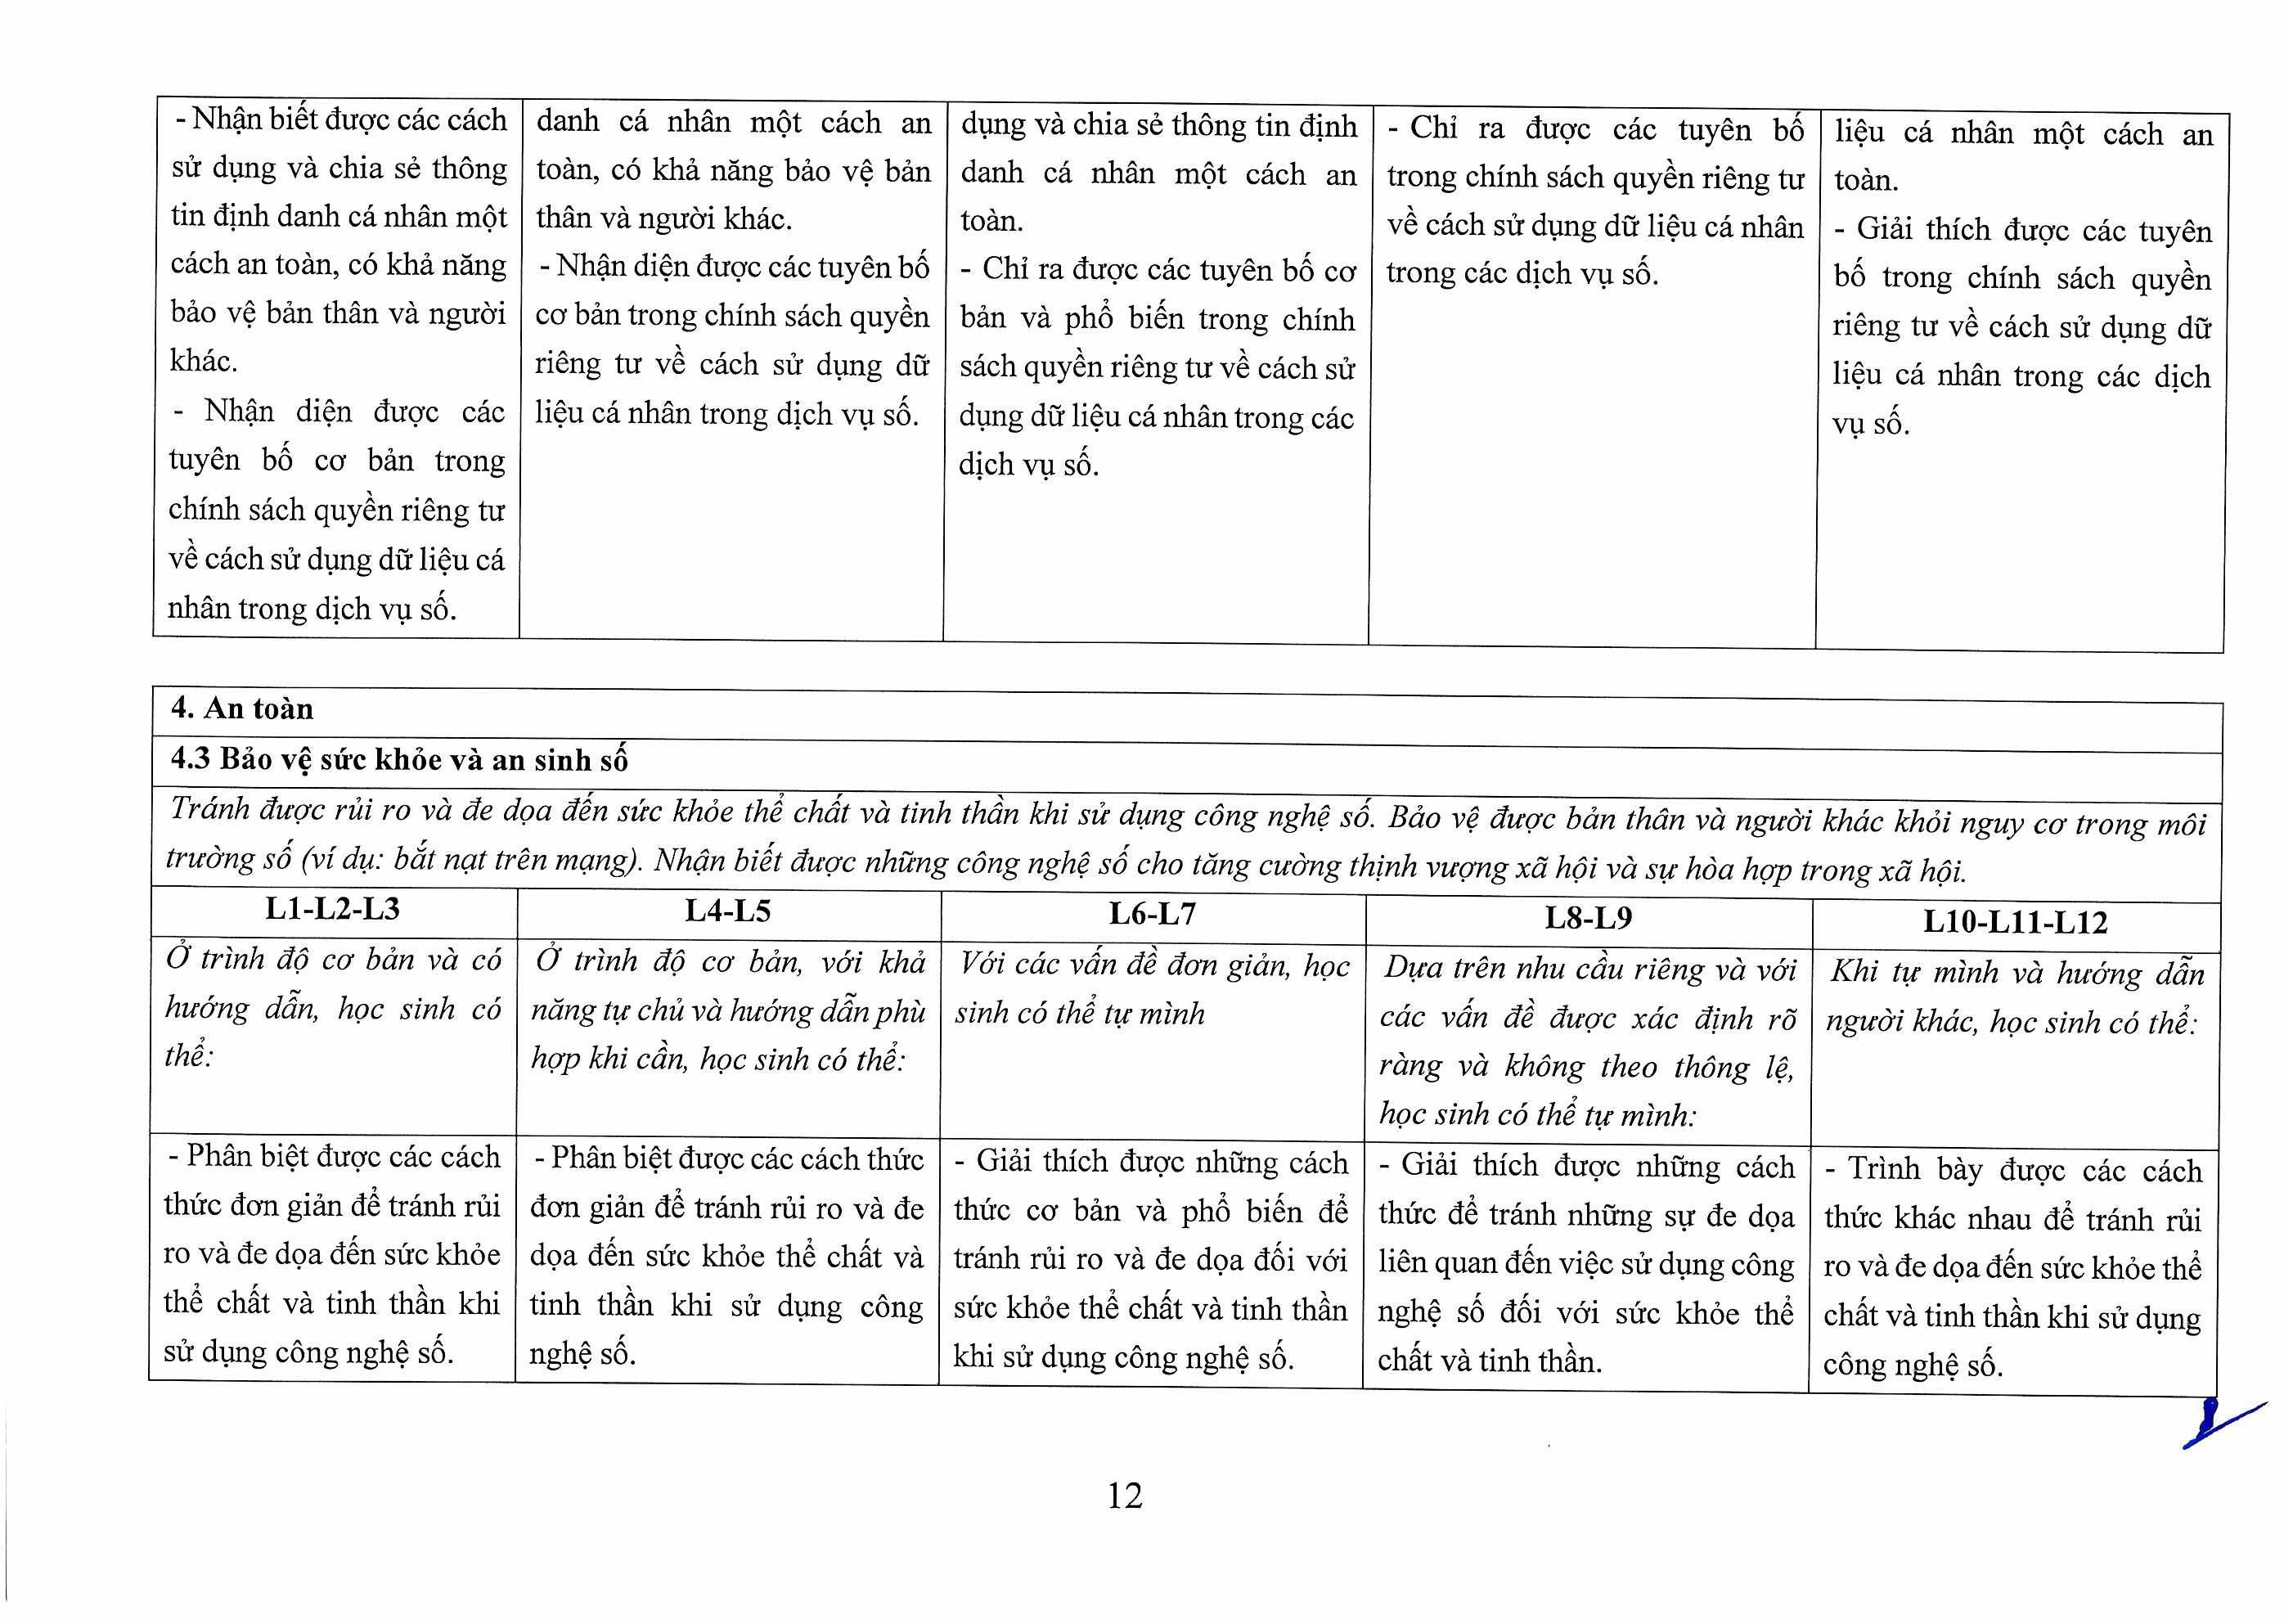 - Nhận biết được các cách
sử dụng và chia sẻ thông
tin định danh cá nhân một
cách an toàn, có khả năng
bảo vệ bản thân và người
khác.
- Nhận diện được các
tuyên bố cơ bản trong
chính sách quyền riêng tư
về cách sử dụng dữ liệu cá
nhân trong dịch vụ số.
danh cá nhân một cách an
toàn, có khả năng bảo vệ bản
thân và người khác.
- Nhận diện được các tuyên bố
cơ bản trong chính sách quyền
riêng tư về cách sử dụng dữ
liệu cá nhân trong dịch vụ số.
dụng và chia sẻ thông tin định
danh cá nhân một cách an
toàn.
- Chỉ ra được các tuyên bố cơ
bản và phổ biến trong chính
sách quyền riêng tư về cách sử
dụng dữ liệu cá nhân trong các
dịch vụ số.
- Chỉ ra được các tuyên bố
trong chính sách quyền riêng tư
về cách sử dụng dữ liệu cá nhân
trong các dịch vụ số.
liệu cá nhân một cách an
toàn.
- Giải thích được các tuyên
bố trong chính sách quyền
riêng tư về cách sử dụng dữ
liệu cá nhân trong các dịch
vụ số.
4. An toàn
4.3 Bảo vệ sức khỏe và an sinh số
Tránh được rủi ro và đe dọa đến sức khỏe thể chất và tinh thần khi sử dụng công nghệ số. Bảo vệ được bản thân và người khác khỏi nguy cơ trong môi
trường số (ví dụ: bắt nạt trên mạng). Nhận biết được những công nghệ số cho tăng cường thịnh vượng xã hội và sự hòa hợp trong xã hội.
L1-L2-L3
L4-L5
L6-L7
L8-L9
L10-L11-L12
Ở trình độ cơ bản và có
hướng dẫn, học sinh có
thể:
Ở trình độ cơ bản, với khả
năng tự chủ và hướng dẫn phù
hợp khi cần, học sinh có thể:
Với các vấn đề đơn giản, học
sinh có thể tự mình
Dựa trên nhu cầu riêng và với
các vấn đề được xác định rõ
ràng và không theo thông lệ,
học sinh có thể tự mình:
Khi tự mình và hướng dẫn
người khác, học sinh có thể:
- Phân biệt được các cách
thức đơn giản để tránh rủi
ro và đe dọa đến sức khỏe
thể chất và tinh thần khi
sử dụng công nghệ số.
- Phân biệt được các cách thức
đơn giản để tránh rủi ro và đe
dọa đến sức khỏe thể chất và
tinh thần khi sử dụng công
nghệ số.
- Giải thích được những cách
thức cơ bản và phổ biến để
tránh rủi ro và đe dọa đối với
sức khỏe thể chất và tinh thần
khi sử dụng công nghệ số.
- Giải thích được những cách
thức để tránh những sự đe dọa
liên quan đến việc sử dụng công
nghệ số đối với sức khỏe thể
chất và tinh thần.
- Trình bày được các cách
thức khác nhau để tránh rủi
ro và đe dọa đến sức khỏe thể
chất và tinh thần khi sử dụng
công nghệ số.
12